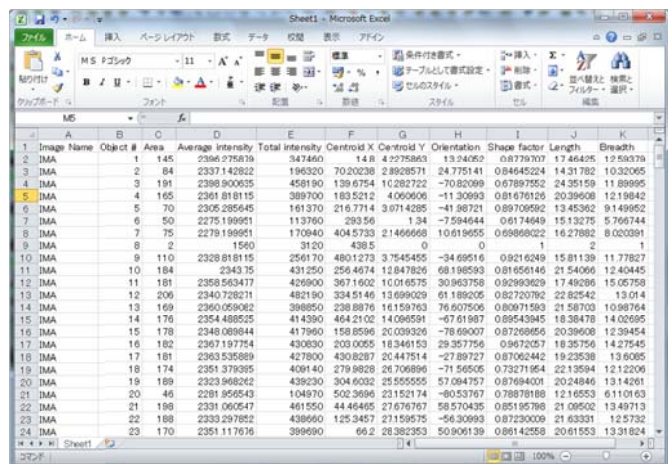 Sheet1 - Microsoft Excel
ファイル ホーム 挿入 ページ レイアウト 数式 データ 校閲 表示 アドイン
貼り付け
MS Pゴシック 11
B I U
標準
%
条件付き書式
テーブルとして書式設定
セルのスタイル
挿入
削除
書式
Σ
並べ替えと フィルター
検索と 選択
クリップボード フォント 配置 数値 スタイル セル 編集
M5 fx
A B C D E F G H I J K
1 Image Name Object # Area Average intensity Total intensity Centroid X Centroid Y Orientation Shape factor Length Breadth
2 IMA 1 145 2396.275879 347460 14.8 4.2275863 13.24052 0.8779707 17.46425 12.59379
3 IMA 2 84 2337.142822 196320 70.20238 2.8928571 24.775141 0.84645224 14.31782 10.32065
4 IMA 3 191 2398.900635 458190 139.6754 10.282722 -70.82099 0.67897552 24.35159 11.89995
5 IMA 4 165 2361.818115 389700 183.5212 4.060606 -11.30993 0.81676126 20.39608 12.19842
6 IMA 5 70 2305.285645 161370 216.7714 3.0714285 -41.98721 0.89709592 13.45362 9.149952
7 IMA 6 50 2275.199951 113760 293.56 1.34 -7.594644 0.6174649 15.13275 5.766744
8 IMA 7 75 2279.199951 170940 404.5733 2.1466668 10.619655 0.69868022 16.27882 8.020391
9 IMA 8 2 1560 3120 438.5 0 0 1 2 1
10 IMA 9 110 2328.818115 256170 480.1273 3.7545455 -34.69516 0.9216249 15.81139 11.77827
11 IMA 10 184 2343.75 431250 256.4674 12.847826 68.198593 0.81656146 21.54066 12.40445
12 IMA 11 181 2358.563477 426900 367.1602 10.016575 30.963758 0.92993629 17.49286 15.05758
13 IMA 12 206 2340.728271 482190 334.5146 13.699029 61.189205 0.82720792 22.82542 13.014
14 IMA 13 169 2360.059082 398850 238.8876 16.159763 76.607506 0.80971593 21.58703 10.98764
15 IMA 14 176 2354.488525 414390 464.2102 14.096591 -67.61987 0.89543945 18.38478 14.02695
16 IMA 15 178 2348.089844 417960 158.8596 20.039326 -78.69007 0.87268656 20.39608 12.39454
17 IMA 16 182 2367.197754 430830 203.0055 18.346153 29.357756 0.9672057 18.35756 14.27545
18 IMA 17 181 2363.535889 427800 430.8287 20.447514 -27.89727 0.87062442 19.23538 13.6085
19 IMA 18 174 2351.379395 409140 279.9828 26.706896 -71.56505 0.73271954 22.13594 12.12206
20 IMA 19 189 2323.968262 439230 304.6032 25.555555 57.094757 0.87694001 20.24846 13.14261
21 IMA 20 46 2281.956543 104970 502.3696 23.152174 -80.53767 0.78878188 12.16553 6.110163
22 IMA 21 198 2331.060547 461550 44.46465 27.676767 58.570435 0.85195798 21.09502 13.49713
23 IMA 22 188 2333.297852 438660 125.3457 27.159575 -56.30993 0.87230009 21.63331 12.5732
24 IMA 23 170 2351.117676 399690 66.2 28.382353 50.906139 0.86142558 20.61553 13.31824
Sheet1
コマンド 100%